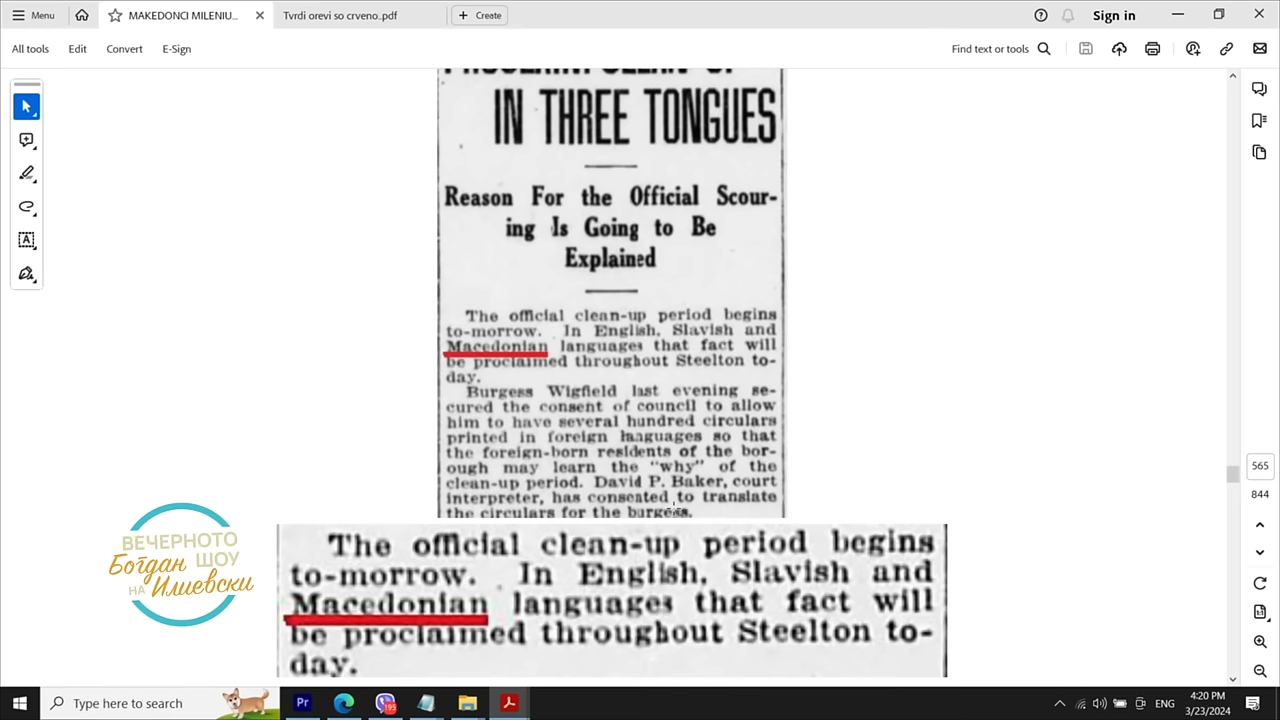 Menu
MAKEDONCI MILENIU...
Tvrdi orevi so crveno..pdf
Create
Sign in
All tools
Edit
Convert
E-Sign
Find text or tools
IN THREE TONGUES
Reason For the Official Scour-
ing Is Going to Be
Explained
The official clean-up period begins
to-morrow. In English, Slavish and
Macedonian languages that fact will
be proclaimed throughout Steelton to-
day.
Burgess Wigfield last evening se-
cured the consent of council to allow
him to have several hundred circulars
printed in foreign languages so that
the foreign-born residents of the bor-
ough may learn the "why" of the
clean-up period. David P. Baker, court
interpreter, has consented to translate
the circulars for the burgess.
565
844
ВЕЧЕРНОТО
ШОУ
НА
Богдан
Илиевски
The official clean-up period begins
to-morrow. In English, Slavish and
Macedonian languages that fact will
be proclaimed throughout Steelton to-
day.
Type here to search
Pr
195
ENG
4:20 PM
3/23/2024